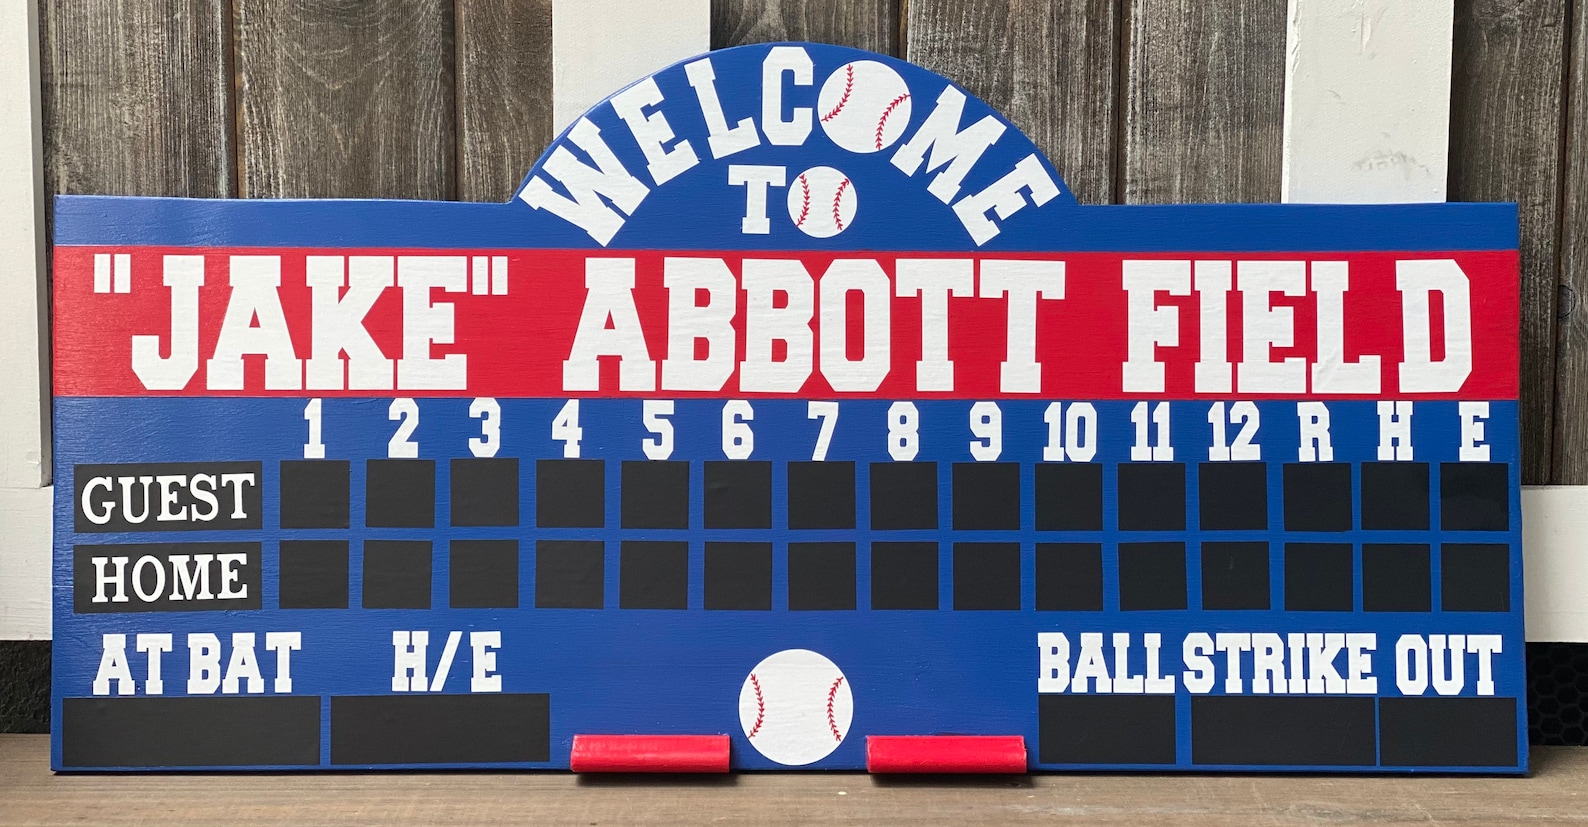 WELCOME
TO
"JAKE" ABBOTT FIELD
1 2 3 4 5 6 7 8 9 10 11 12 R H E
GUEST
HOME
AT BAT H/E BALL STRIKE OUT